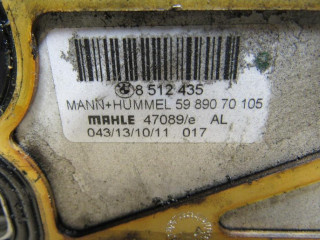 8 512 435
MANN+HUMMEL 59 890 70 105
MAHLE 47089/e AL
043/13/10/11 017